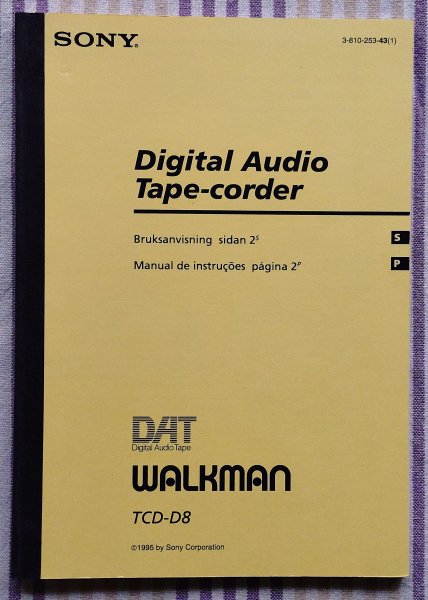 SONY®
3-810-253-43(1)
Digital Audio
Tape-corder
Bruksanvisning sidan 2S
S
Manual de instruções página 2P
P
DAT
Digital Audio Tape
WALKMAN
TCD-D8
©1995 by Sony Corporation